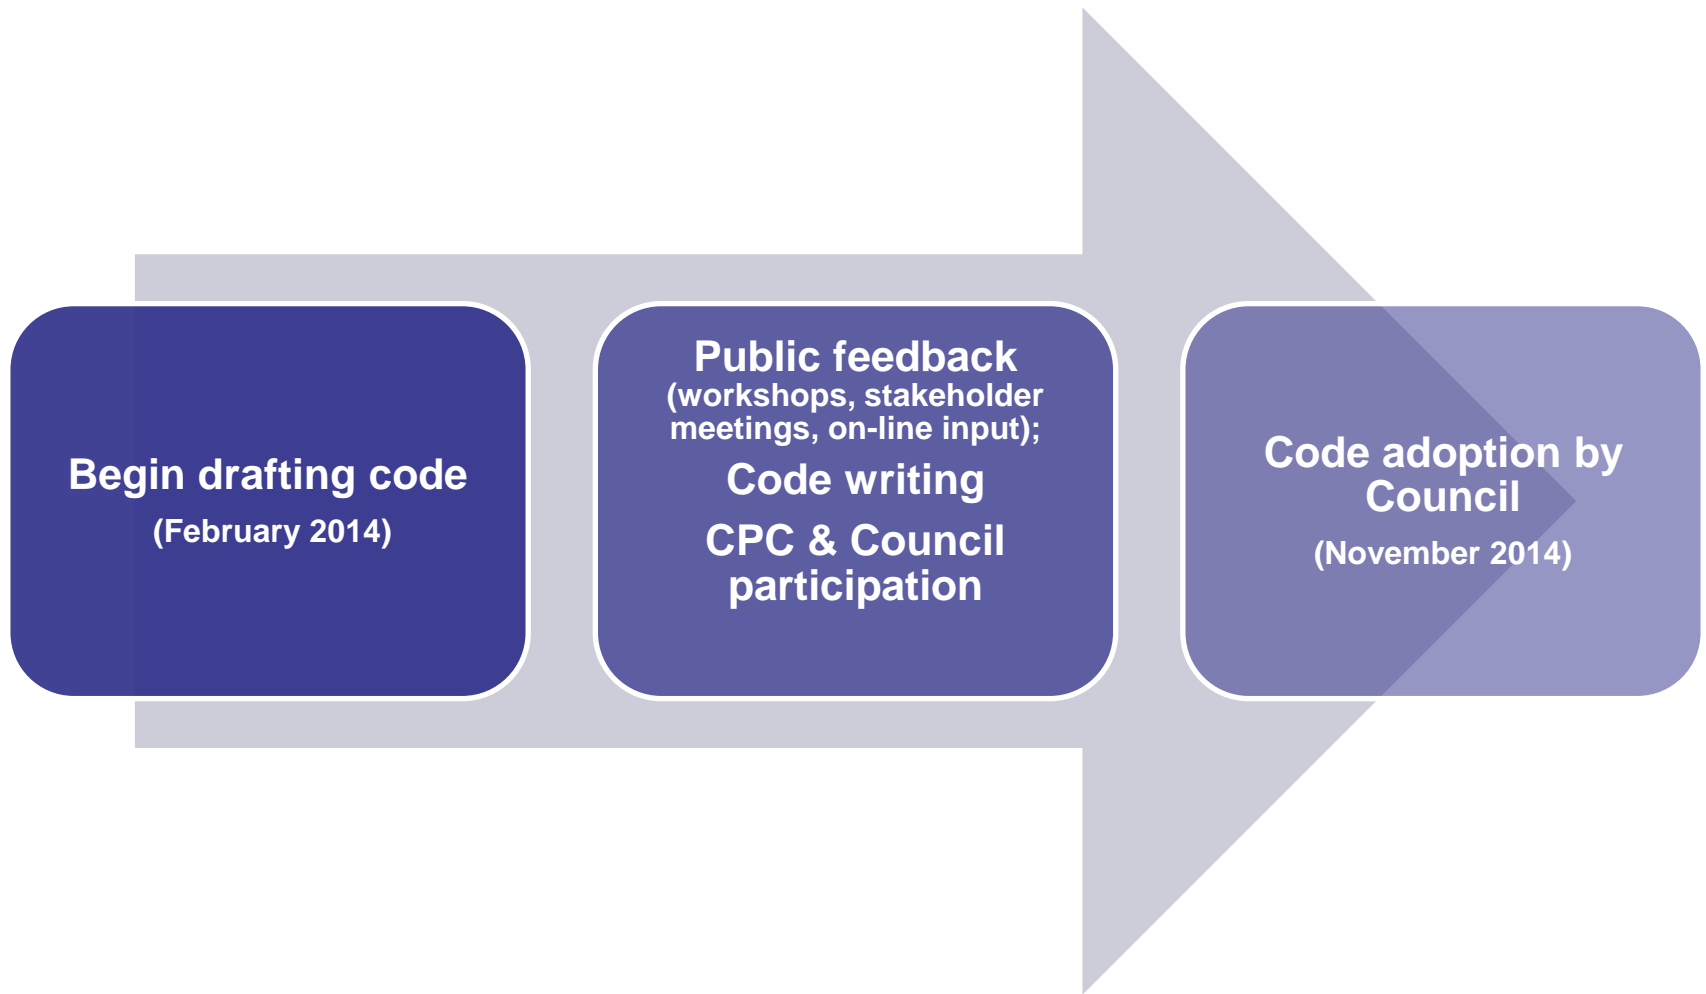 Begin drafting code
(February 2014)
Public feedback
(workshops, stakeholder
meetings, on-line input);
Code writing
CPC & Council
participation
Code adoption by
Council
(November 2014)